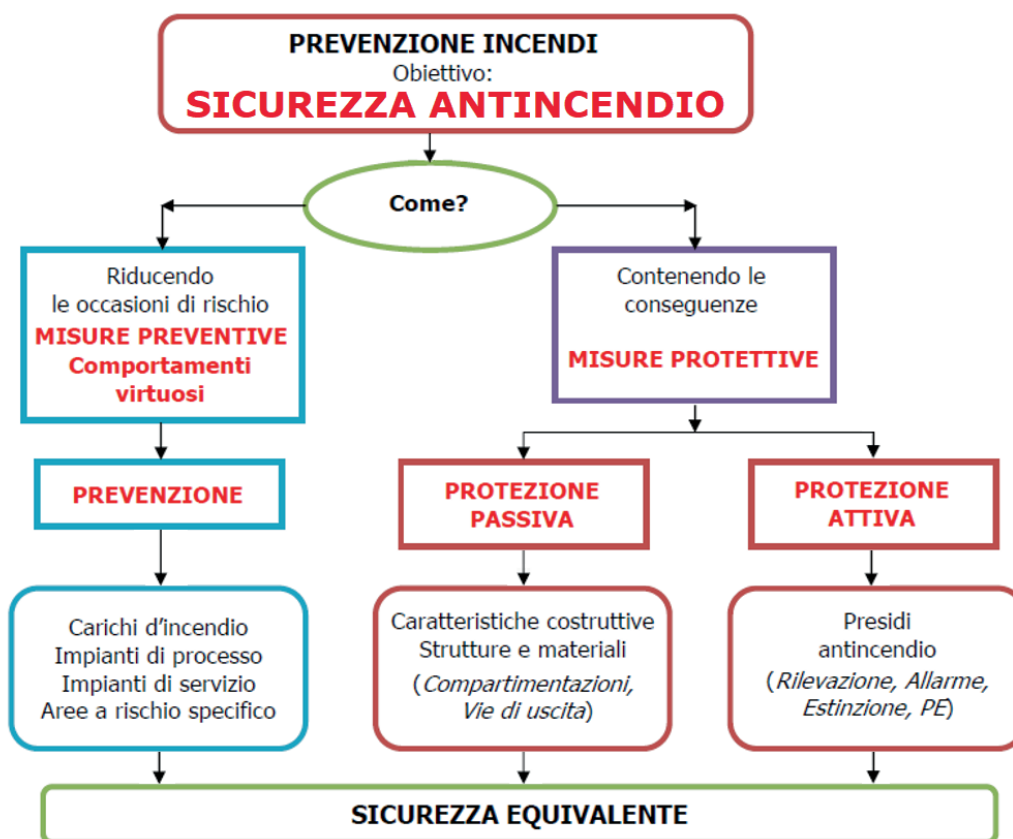 PREVENZIONE INCENDI
Obiettivo:
SICUREZZA ANTINCENDIO
Come?
Riducendo
le occasioni di rischio
MISURE PREVENTIVE
Comportamenti
virtuosi
Contenendo le
conseguenze
MISURE PROTETTIVE
PREVENZIONE
PROTEZIONE
PASSIVA
PROTEZIONE
ATTIVA
Carichi d'incendio
Impianti di processo
Impianti di servizio
Aree a rischio specifico
Caratteristiche costruttive
Strutture e materiali
(Compartimentazioni,
Vie di uscita)
Presidi
antincendio
(Rilevazione, Allarme,
Estinzione, PE)
SICUREZZA EQUIVALENTE